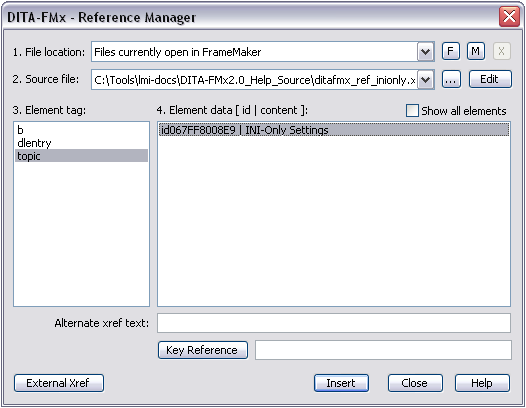 DITA-FMx - Reference Manager
1. File location: Files currently open in FrameMaker F M X
2. Source file: C:\Tools\lmi-docs\DITA-FMx2.0_Help_Source\ditafmx_ref_inionly.x ... Edit
3. Element tag: 4. Element data [ id | content ]: Show all elements
b
dlentry
topic
id067FF8008E9 | INI-Only Settings
Alternate xref text:
Key Reference
External Xref Insert Close Help